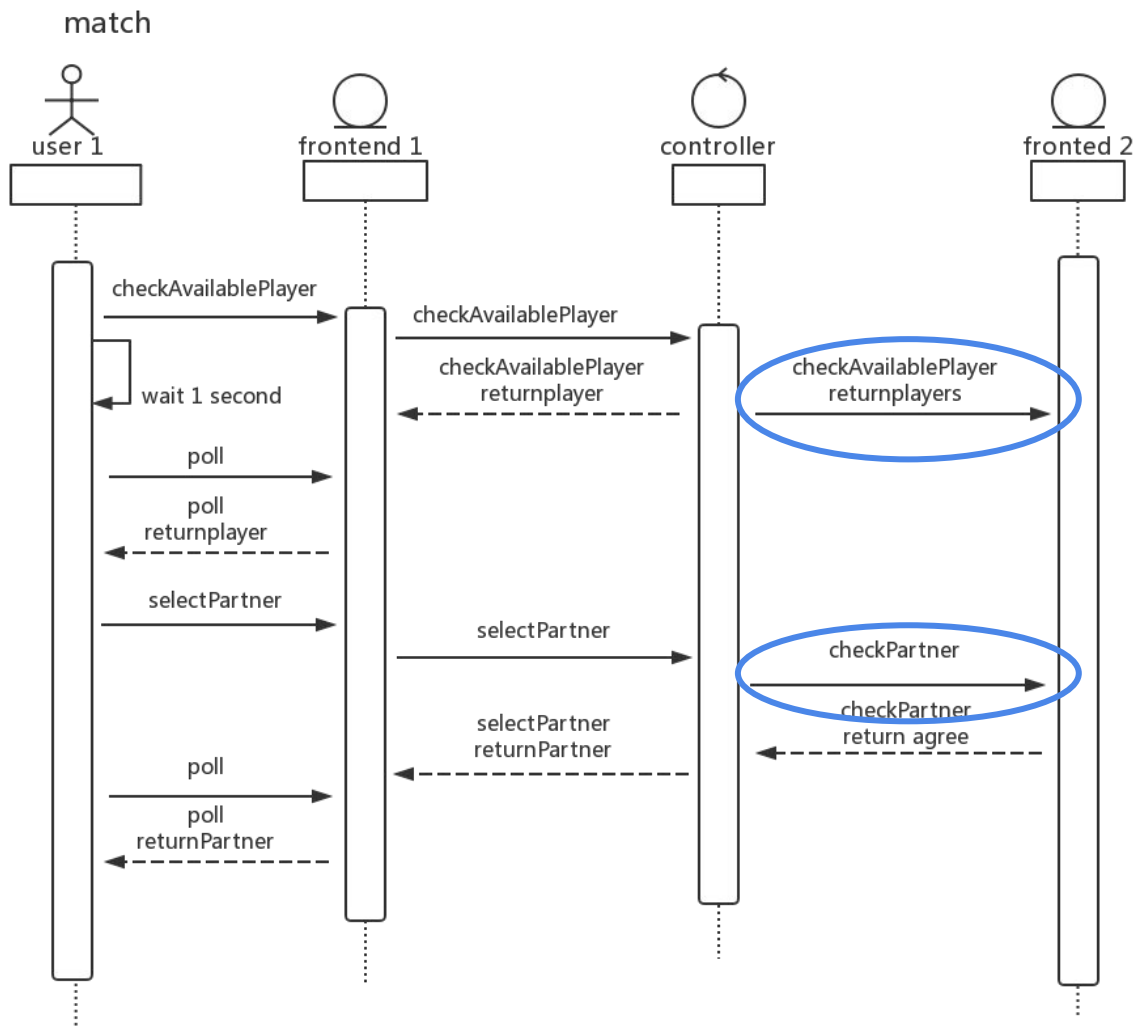 match
user 1
frontend 1
controller
fronted 2
checkAvailablePlayer
checkAvailablePlayer
checkAvailablePlayer
returnplayer
checkAvailablePlayer
returnplayers
wait 1 second
poll
poll
returnplayer
selectPartner
selectPartner
checkPartner
checkPartner
return agree
selectPartner
returnPartner
poll
poll
returnPartner